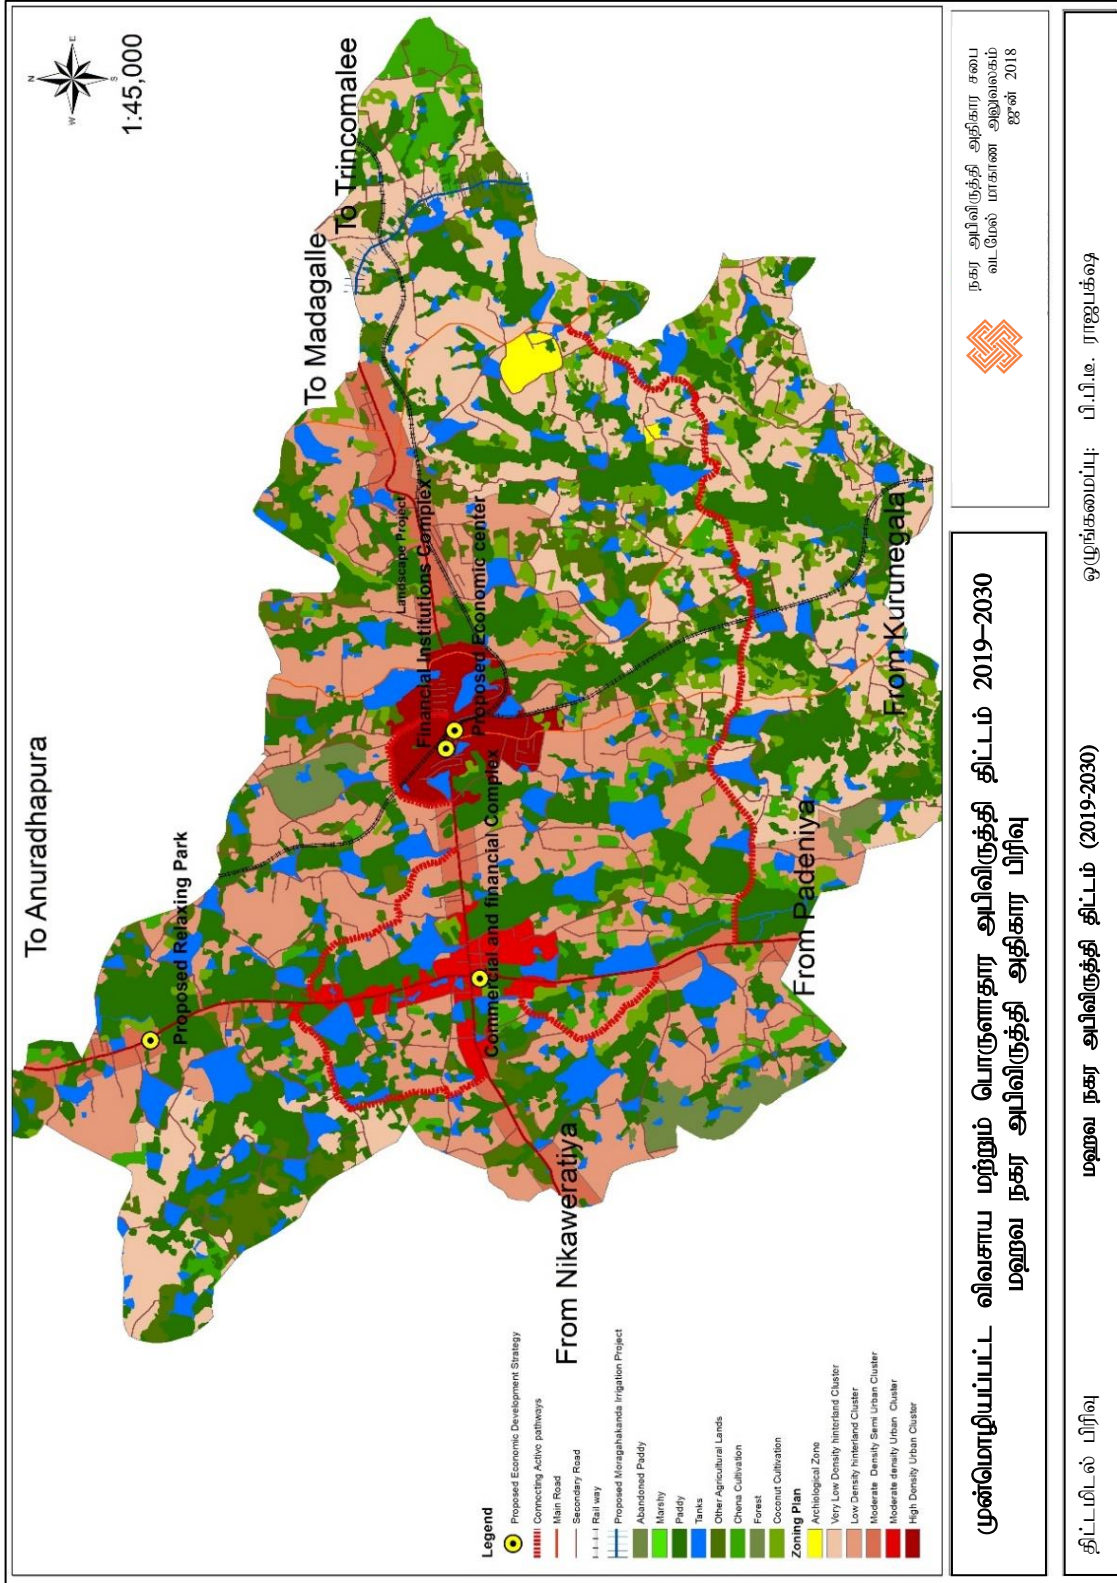 N
E
S
W
1:45,000
To Anuradhapura
To Madagalle
To Trincomalee
Proposed Relaxing Park
Landscape Project
Financial Institutions Complex
Proposed Economic center
Commercial and financial Complex
From Nikaweratiya
From Padeniya
From Kurunegala
Legend
Proposed Economic Development Strategy
Connecting Active pathways
Main Road
Secondary Road
Rail way
Proposed Moragahakanda Irrigation Project
Abandoned Paddy
Marshy
Paddy
Tanks
Other Agricultural Lands
Chena Cultivation
Forest
Coconut Cultivation
Zoning Plan
Archiological Zone
Very Low Density hinterland Cluster
Low Density hinterland Cluster
Moderate Density Semi Urban Cluster
Moderate density Urban Cluster
High Density Urban Cluster
முன்மொழியப்பட்ட விவசாய மற்றும் பொருளாதார அபிவிருத்தி திட்டம் 2019–2030
மஹவ நகர அபிவிருத்தி அதிகார பிரிவு
நகர அபிவிருத்தி அதிகார சபை
வடமேல் மாகாண அலுவலகம்
ஜுன் 2018
திட்டமிடல் பிரிவு
மஹவ நகர அபிவிருத்தி திட்டம் (2019-2030)
ஒழுங்கமைப்பு: பி.பி.டி. ராஜபக்ஷ